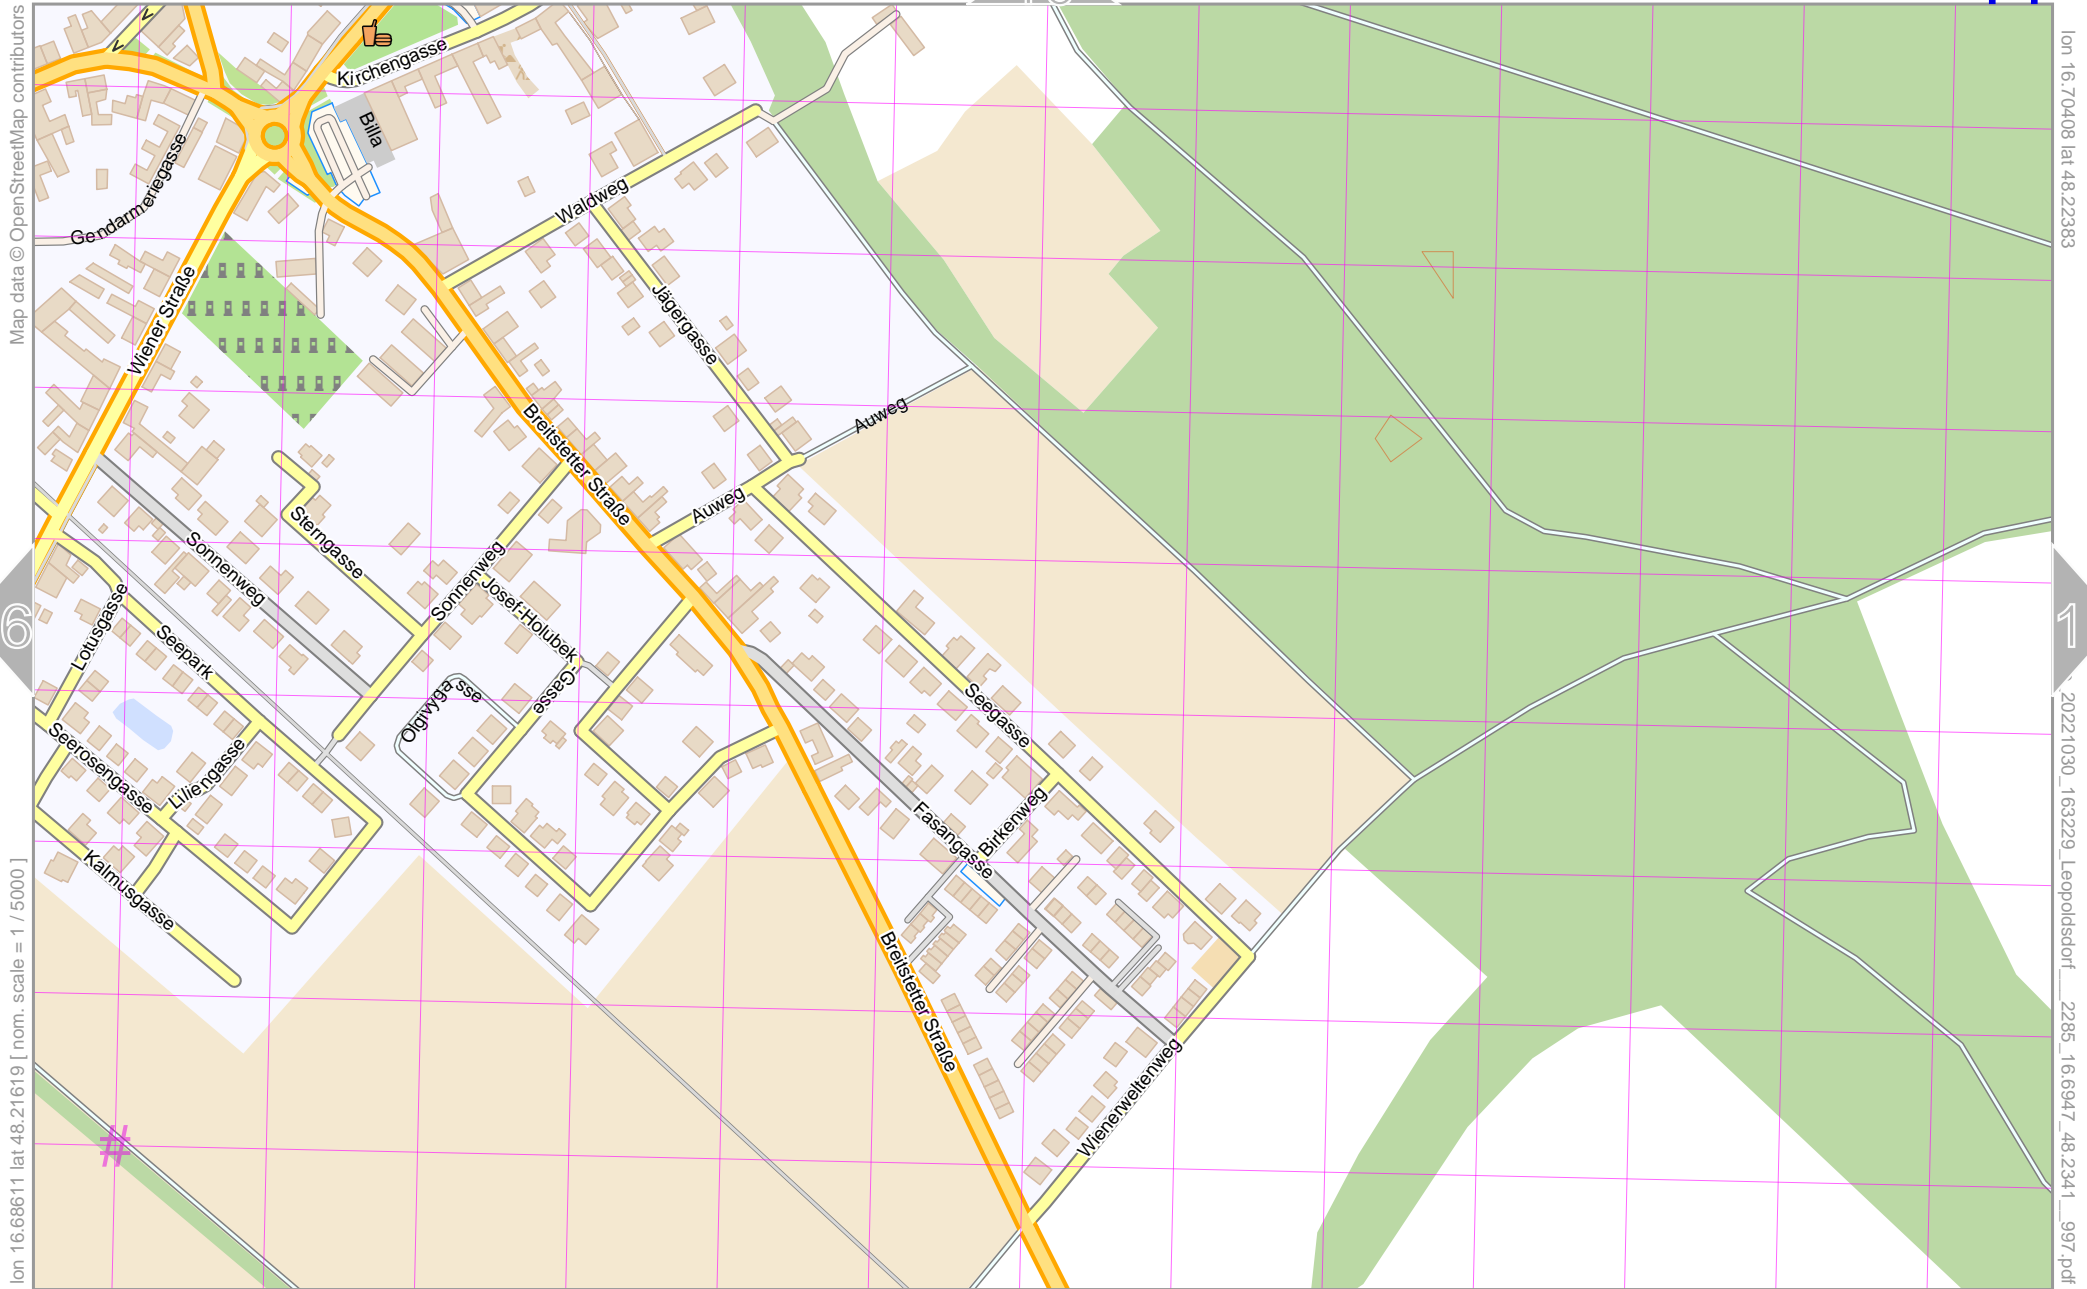 Map data © OpenStreetMap contributors
lon 16.68611 lat 48.21619 [ nom. scale = 1 / 5000 ]
lon 16.70408 lat 48.22383
20221030_163229_Leopoldsdorf__2285_16.6947_48.2341__997.pdf
6
1
Kirchengasse
Billa
Gendarmeriegasse
Waldweg
Wiener Straße
Jägergasse
Auweg
Breitstetter Straße
Auweg
Sterngasse
Sonnenweg
Sonnenweg
Josef-Holubek-Gasse
Lotusgasse
Seepark
Olgivygasse
Seegasse
Seerosengasse
Liliengasse
Birkenweg
Fasangasse
Kalmusgasse
Breitstetter Straße
Wienerweltenweg
#